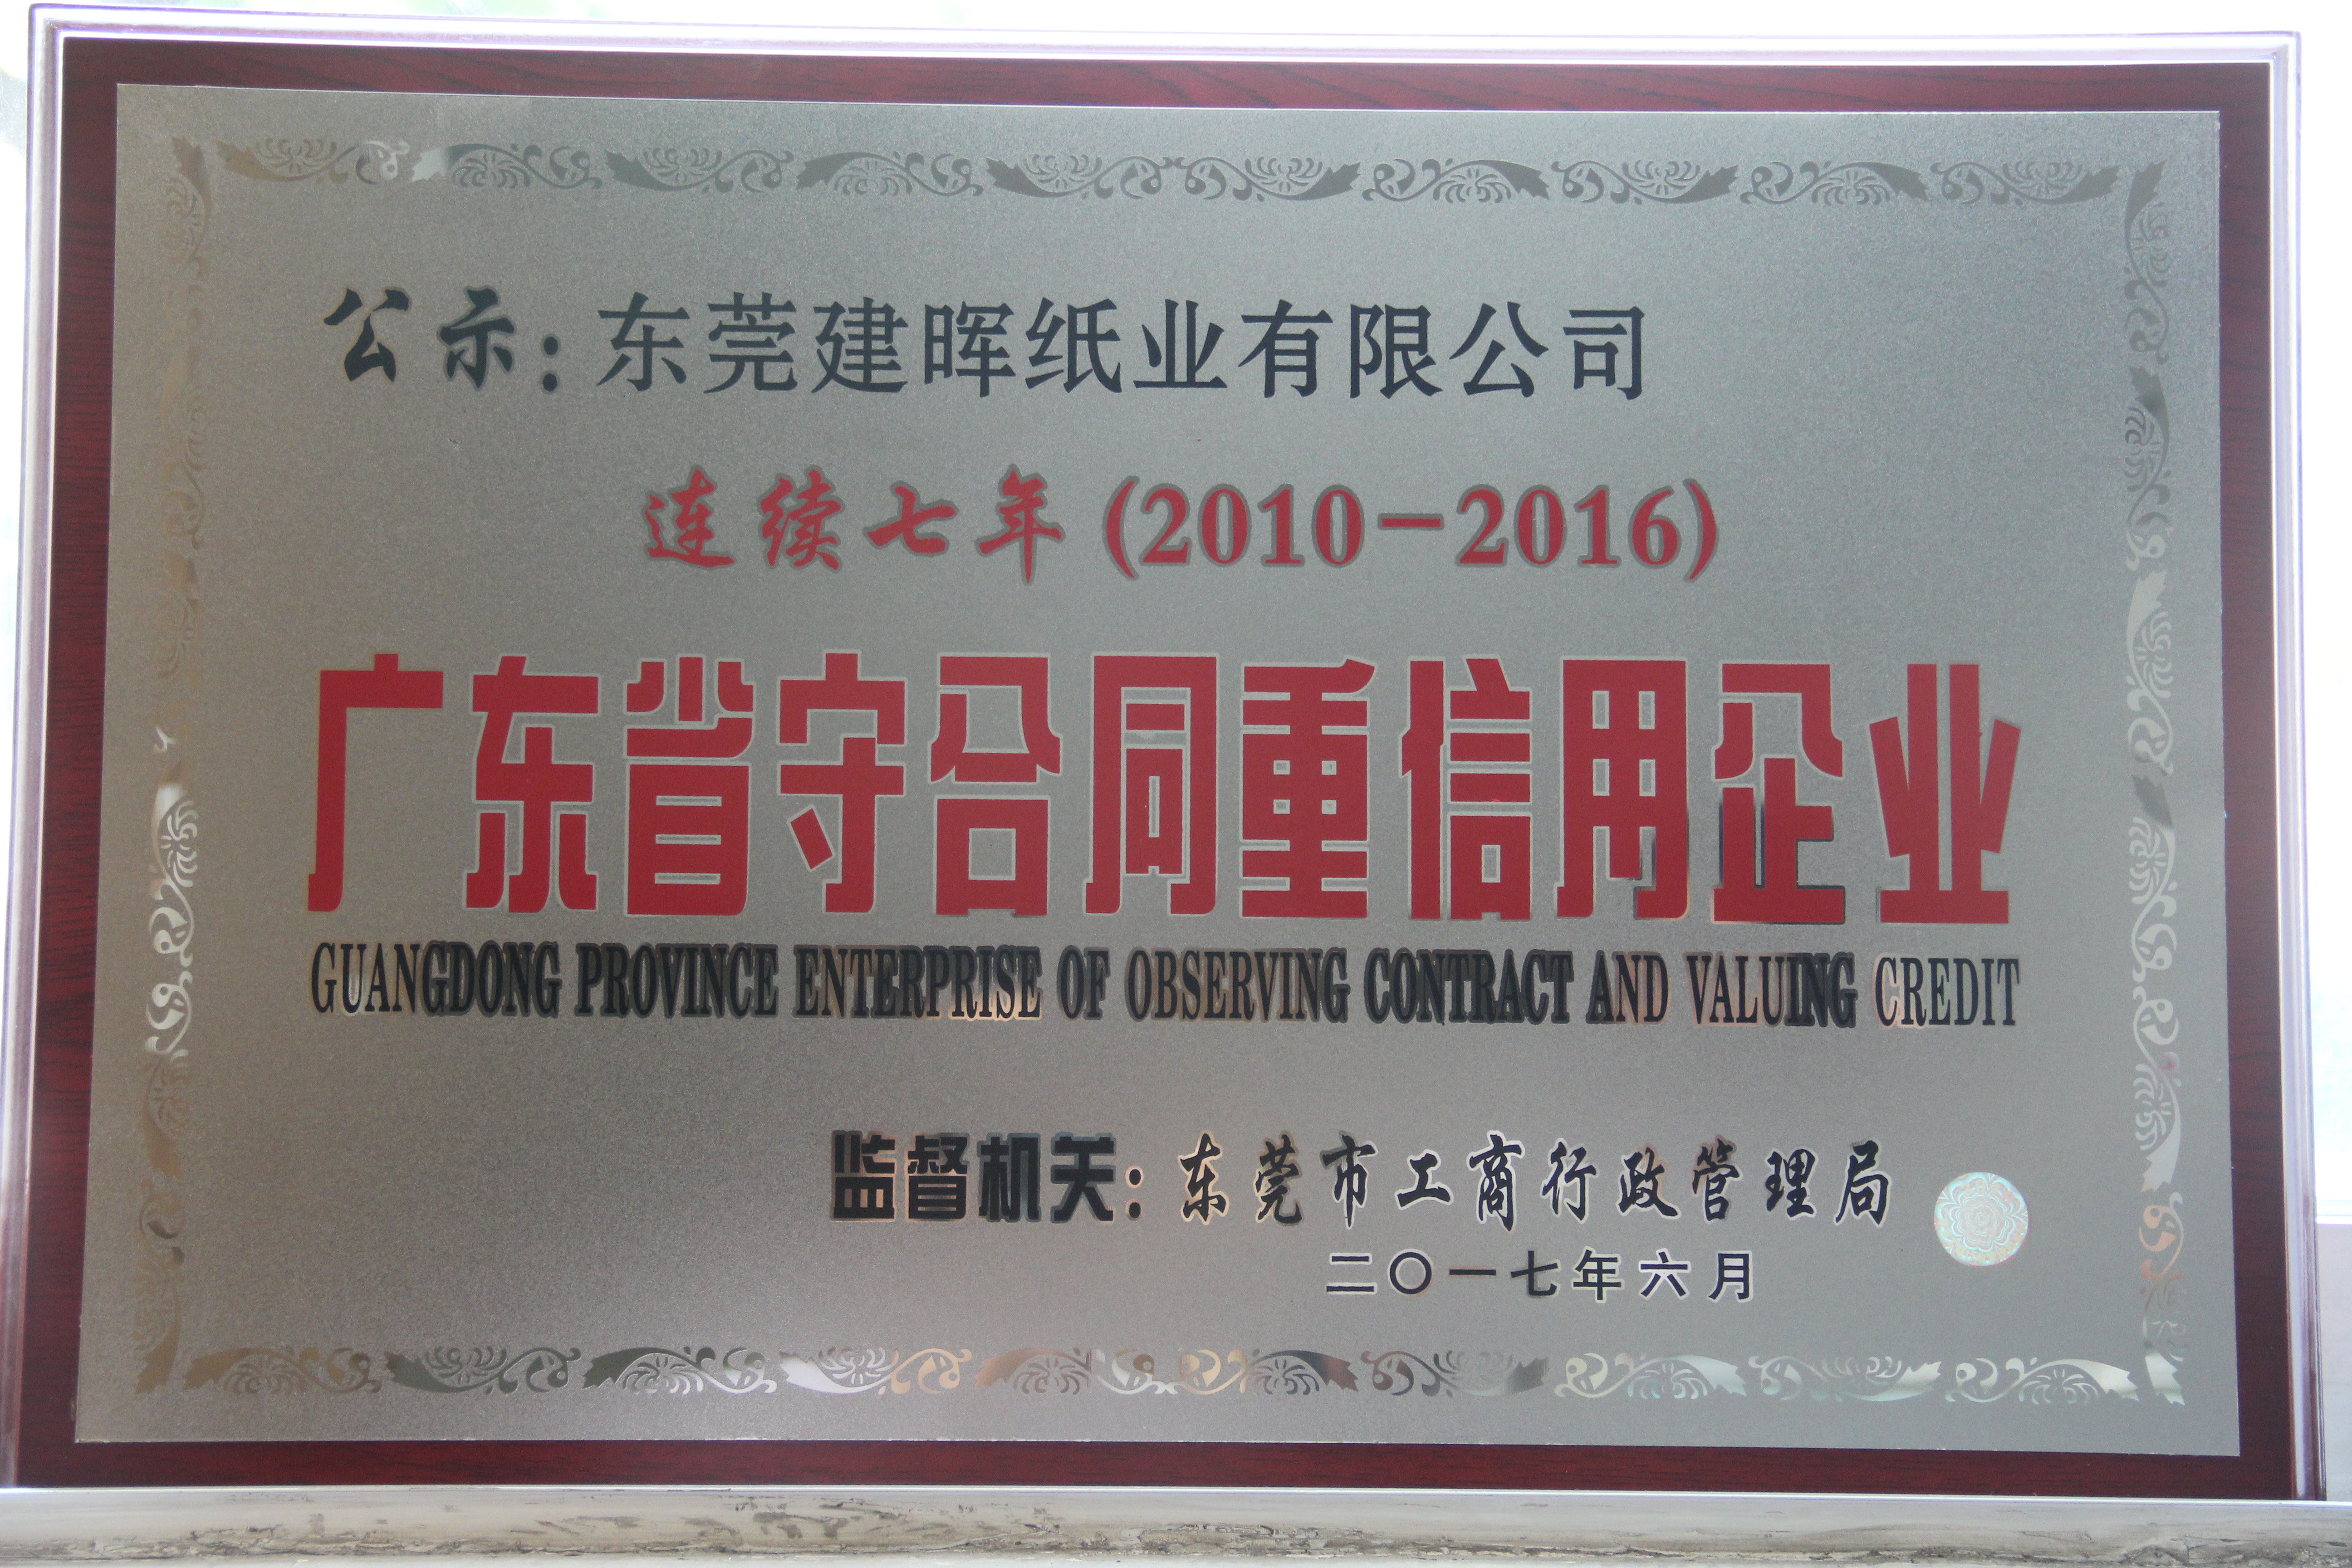 公示：东莞建晖纸业有限公司
连续七年(2010-2016)
广东省守合同重信用企业
GUANGDONG PROVINCE ENTERPRISE OF OBSERVING CONTRACT AND VALUING CREDIT
监督机关：东莞市工商行政管理局
二〇一七年六月